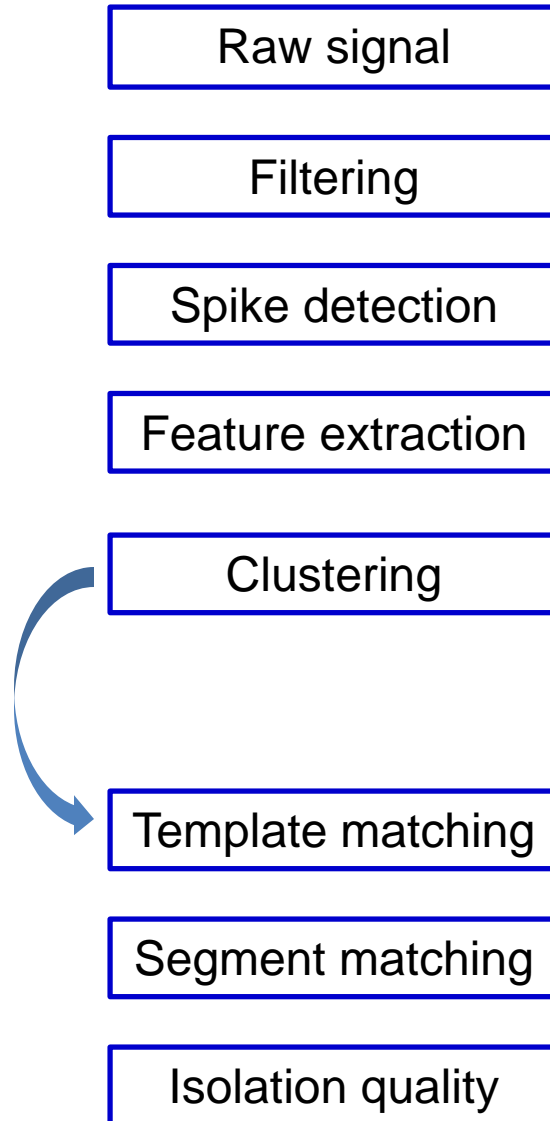 Raw signal
Filtering
Spike detection
Feature extraction
Clustering
Template matching
Segment matching
Isolation quality